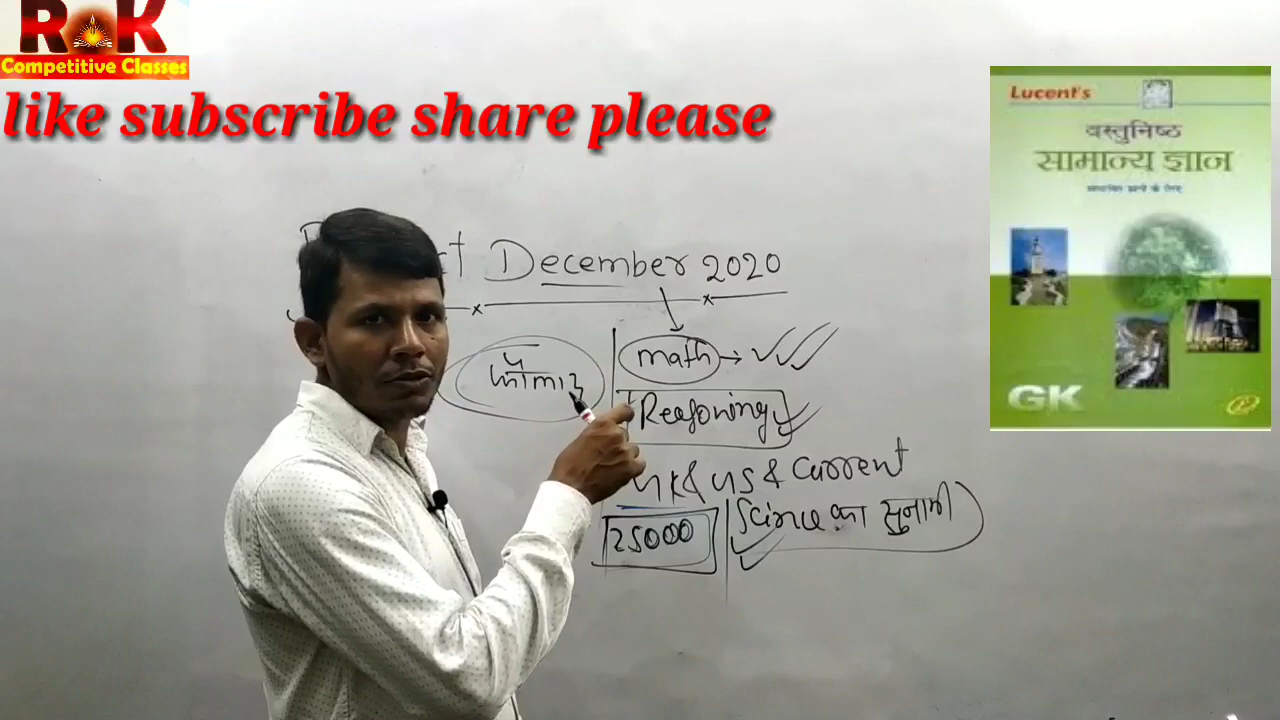 RK
Competitive Classes
like subscribe share please
Lucent's
वस्तुनिष्ठ
सामान्य ज्ञान
GK
December 2020
math
Reasoning
GK & GS & Current
25000
का सुनामी